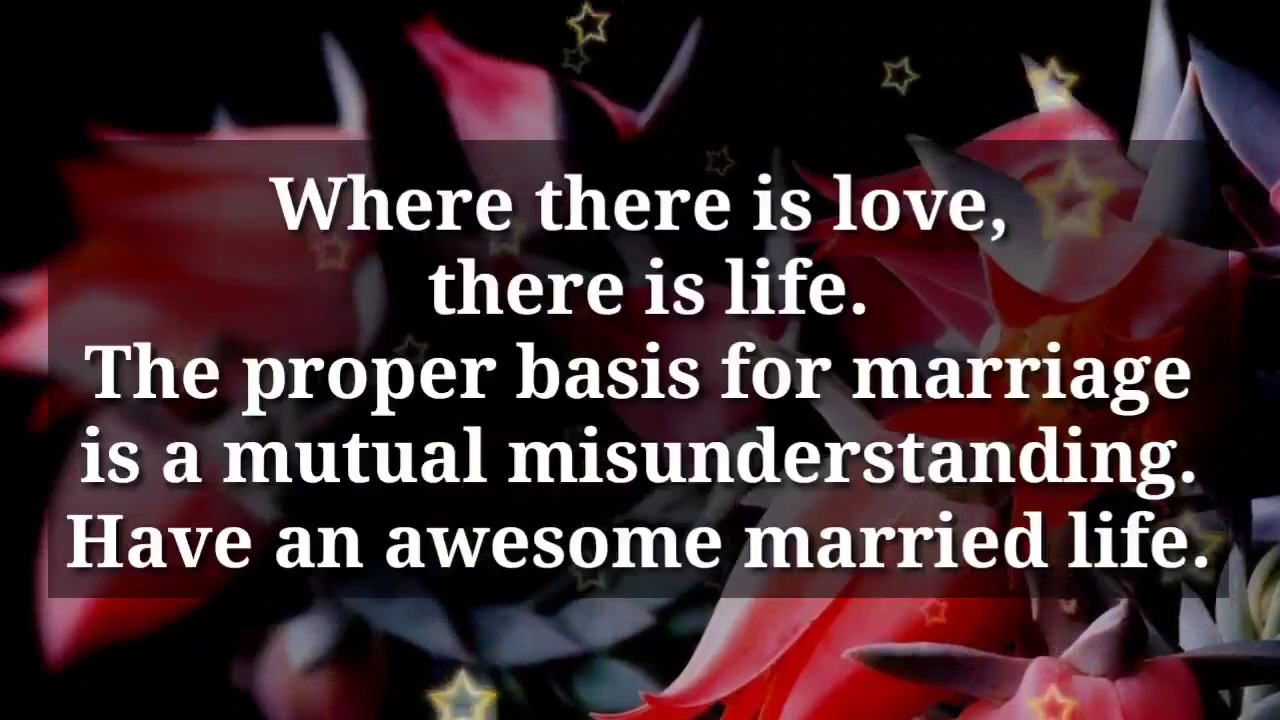 Where there is love,
there is life.
The proper basis for marriage
is a mutual misunderstanding.
Have an awesome married life.